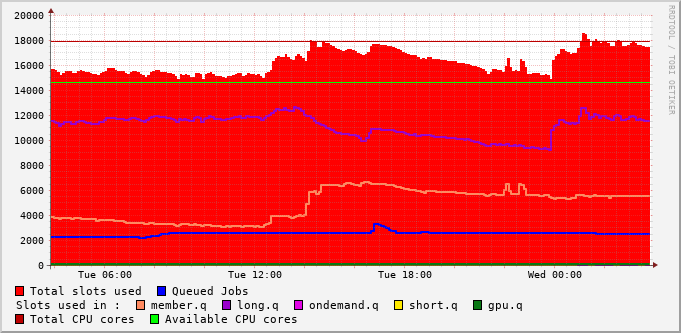 20000
18000
16000
14000
12000
10000
8000
6000
4000
2000
0
Tue 06:00 Tue 12:00 Tue 18:00 Wed 00:00
RRDTOOL / TOBI OETIKER
Total slots used Queued Jobs
Slots used in : member.q long.q ondemand.q short.q gpu.q
Total CPU cores Available CPU cores